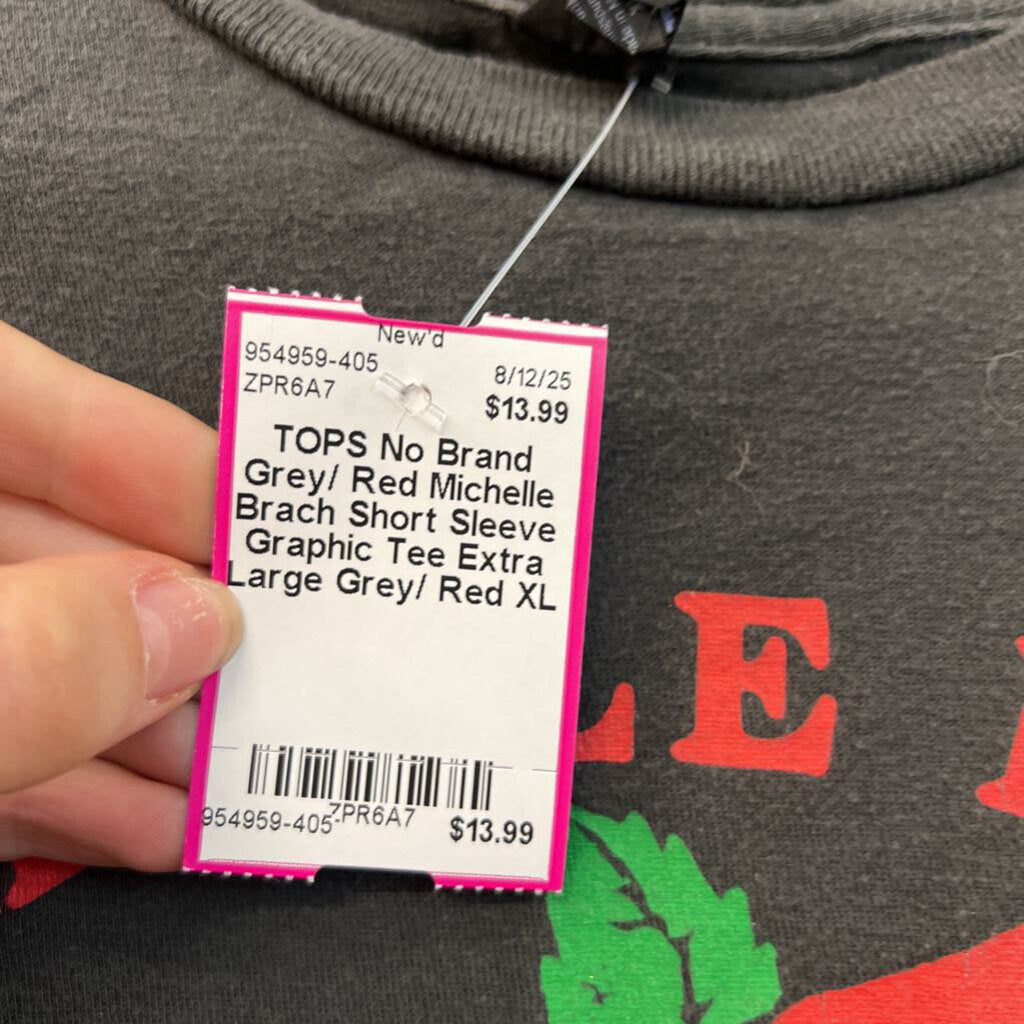 New'd
954959-405
8/12/25
ZPR6A7
$13.99
TOPS No Brand
Grey/ Red Michelle
Brach Short Sleeve
Graphic Tee Extra
Large Grey/ Red XL
954959-405
ZPR6A7
$13.99
LE